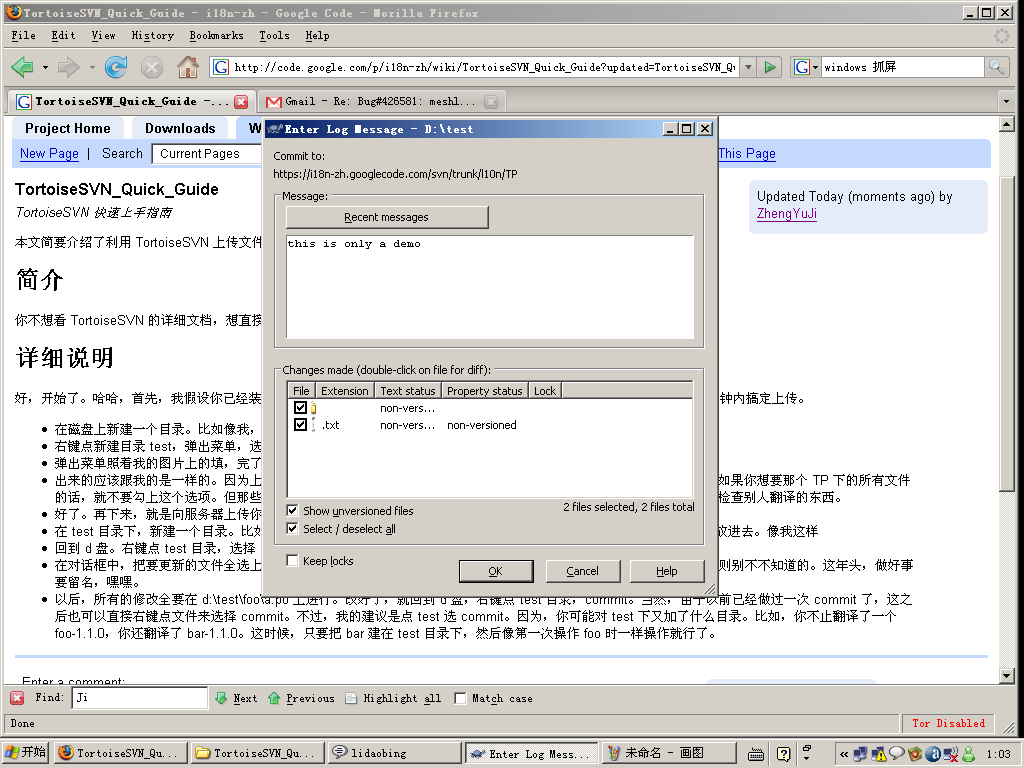 TortoiseSVN_Quick_Guide - i18n-zh - Google Code - Mozilla Firefox
File Edit View History Bookmarks Tools Help
http://code.google.com/p/i18n-zh/wiki/TortoiseSVN_Quick_Guide?updated=TortoiseSVN_Q
windows 抓屏
TortoiseSVN_Quick_Guide -...
Gmail - Re: Bug#426581: meshl...
Project Home Downloads W
New Page | Search Current Pages
This Page
TortoiseSVN_Quick_Guide
TortoiseSVN 快速上手指南
Updated Today (moments ago) by
ZhengYuJi
本文简要介绍了利用 TortoiseSVN 上传文件
简介
你不想看 TortoiseSVN 的详细文档，想直接
详细说明
好，开始了。哈哈，首先，我假设你已经装
钟内搞定上传。
在磁盘上新建一个目录。比如像我，
右键点新建目录 test，弹出菜单，选
弹出菜单照着我的图片上的填，完了
出来的应该跟我的是一样的。因为上
如果你想要那个 TP 下的所有文件
的话，就不要勾上这个选项。但那些
检查别人翻译的东西。
好了。再下来，就是向服务器上传你
在 test 目录下，新建一个目录。比如
放进去。像我这样
回到 d 盘。右键点 test 目录，选择
在对话框中，把要更新的文件全选上
则别不不知道的。这年头，做好事
要留名，嘿嘿。
以后，所有的修改全要在 d:\test\foo\a.po 上进行。改好了，就回到 d 盘，右键点 test 目录，commit。当然，由于以前已经做过一次 commit 了，这之
后也可以直接右键点文件来选择 commit。不过，我的建议是点 test 选 commit。因为，你可能对 test 下又加了什么目录。比如，你不止翻译了一个
foo-1.1.0，你还翻译了 bar-1.1.0。这时候，只要把 bar 建在 test 目录下，然后像第一次操作 foo 时一样操作就行了。
Enter a comment:
Enter Log Message - D:\test
Commit to:
https://i18n-zh.googlecode.com/svn/trunk/l10n/TP
Message:
Recent messages
this is only a demo
Changes made (double-click on file for diff):
File Extension Text status Property status Lock
non-vers...
.txt non-vers... non-versioned
Show unversioned files
2 files selected, 2 files total
Select / deselect all
Keep locks
OK Cancel Help
Find: Ji Next Previous Highlight all Match case
Done
Tor Disabled
开始 TortoiseSVN_Qu... TortoiseSVN_Qu... lidaobing Enter Log Mess... 未命名 - 画图 « 1:03